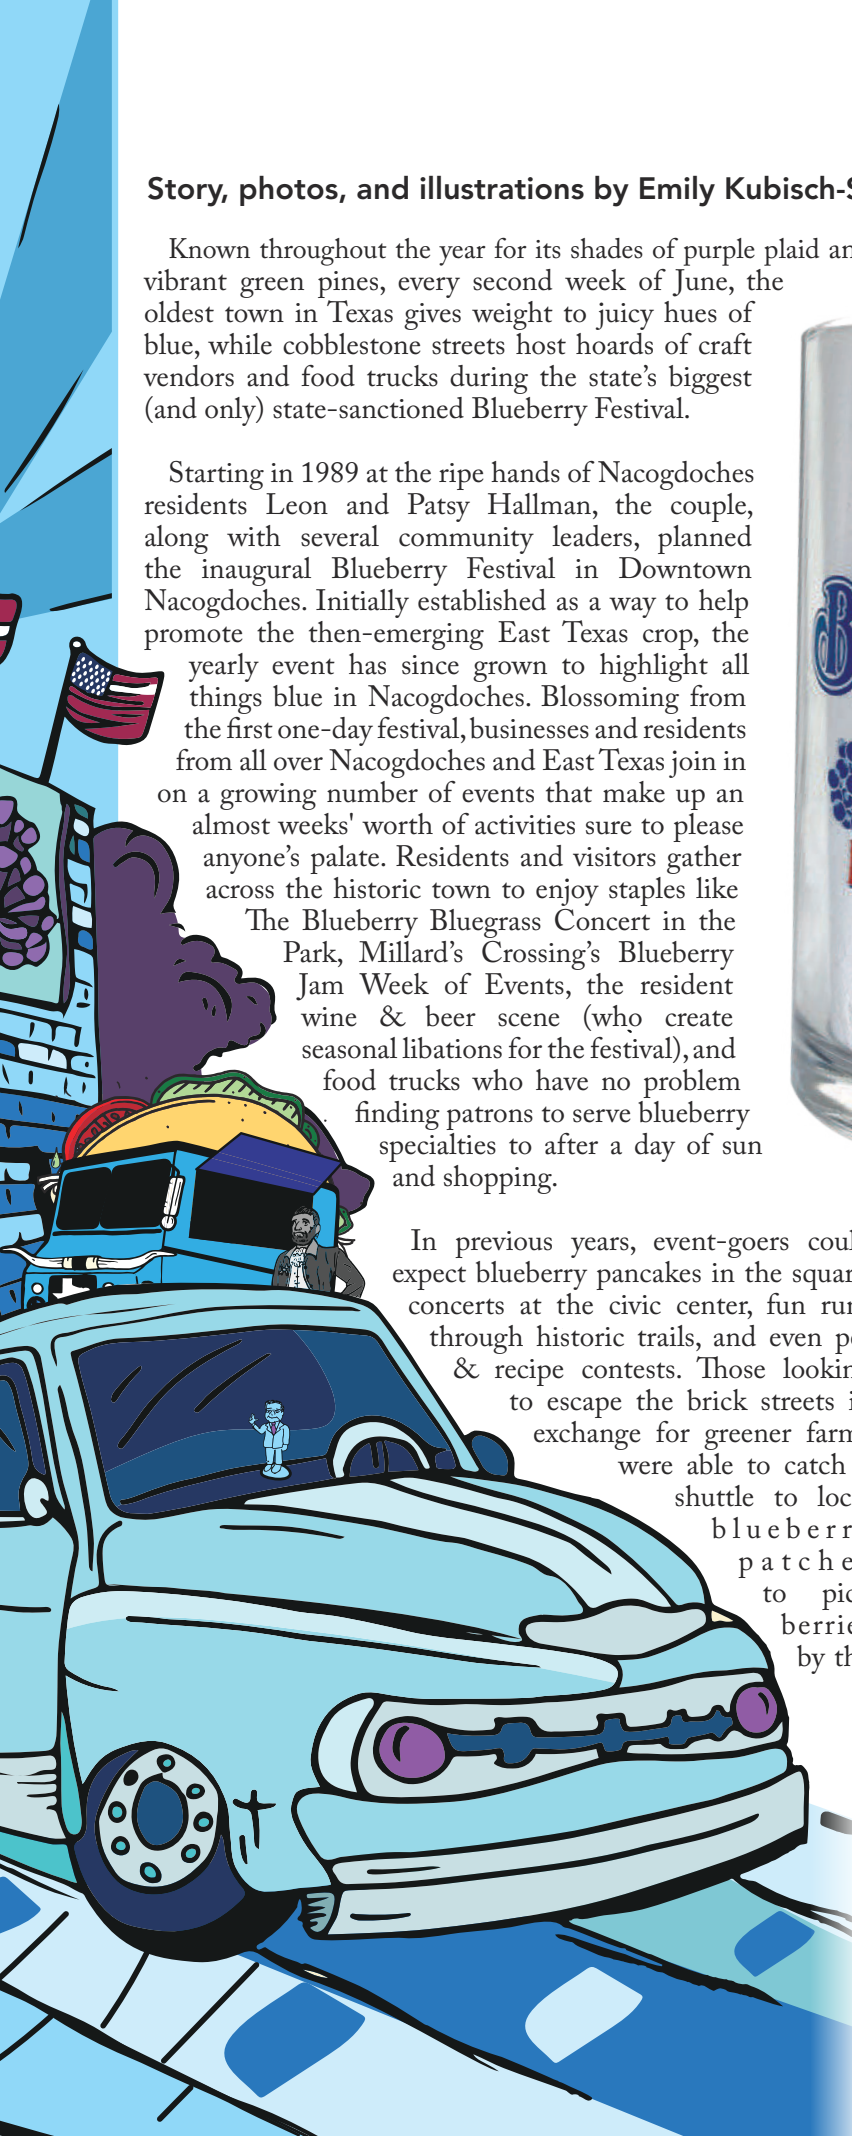 Story, photos, and illustrations by Emily Kubisch-
Known throughout the year for its shades of purple plaid an
vibrant green pines, every second week of June, the
oldest town in Texas gives weight to juicy hues of
blue, while cobblestone streets host hoards of craft
vendors and food trucks during the state's biggest
(and only) state-sanctioned Blueberry Festival.
Starting in 1989 at the ripe hands of Nacogdoches
residents Leon and Patsy Hallman, the couple,
along with several community leaders, planned
the inaugural Blueberry Festival in Downtown
Nacogdoches. Initially established as a way to help
promote the then-emerging East Texas crop, the
yearly event has since grown to highlight all
things blue in Nacogdoches. Blossoming from
the first one-day festival, businesses and residents
from all over Nacogdoches and East Texas join in
on a growing number of events that make up an
almost weeks' worth of activities sure to please
anyone's palate. Residents and visitors gather
across the historic town to enjoy staples like
The Blueberry Bluegrass Concert in the
Park, Millard's Crossing's Blueberry
Jam Week of Events, the resident
wine & beer scene (who create
seasonal libations for the festival), and
food trucks who have no problem
finding patrons to serve blueberry
specialties to after a day of sun
and shopping.
In previous years, event-goers coul
expect blueberry pancakes in the squar
concerts at the civic center, fun run
through historic trails, and even p
& recipe contests. Those lookin
to escape the brick streets i
exchange for greener farm
were able to catch
shuttle to loc
blueberr
patche
to pic
berrie
by th
B